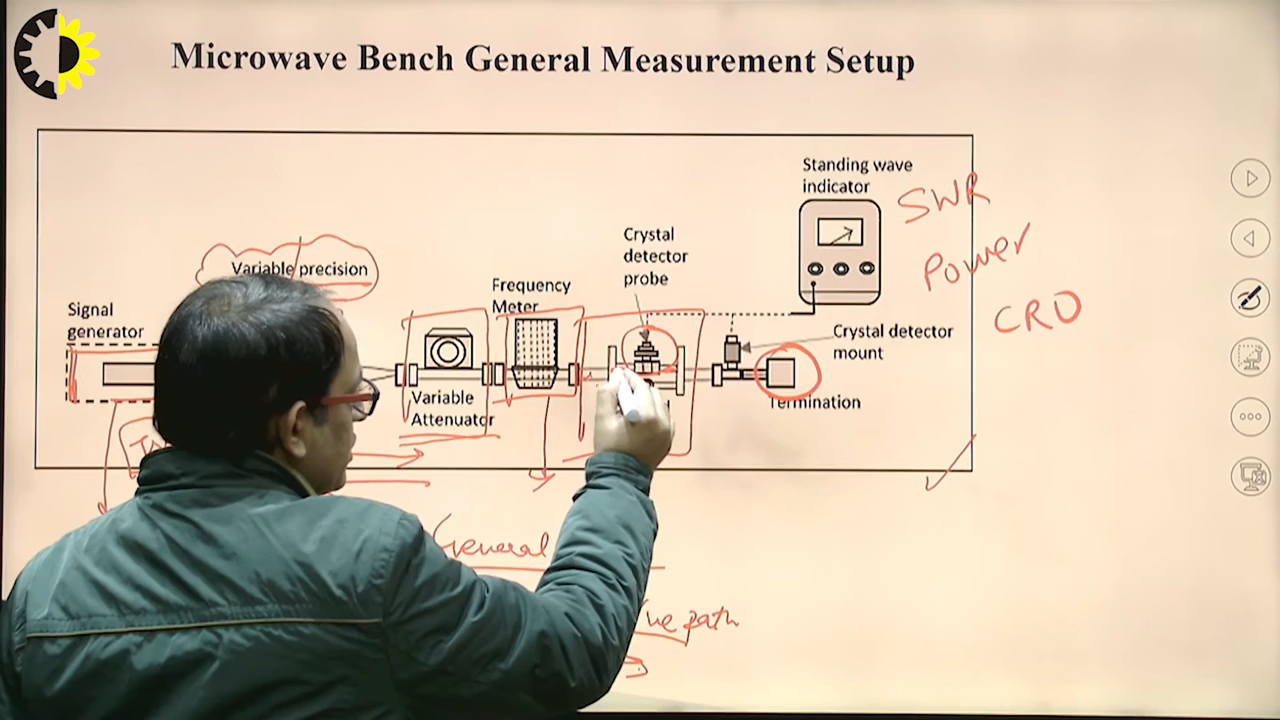 Microwave Bench General Measurement Setup
Standing wave
indicator
SWR
Power
CRO
Crystal
detector
probe
Variable precision
Frequency
Meter
Signal
generator
Crystal detector
mount
Variable
Attenuator
Termination
General
path